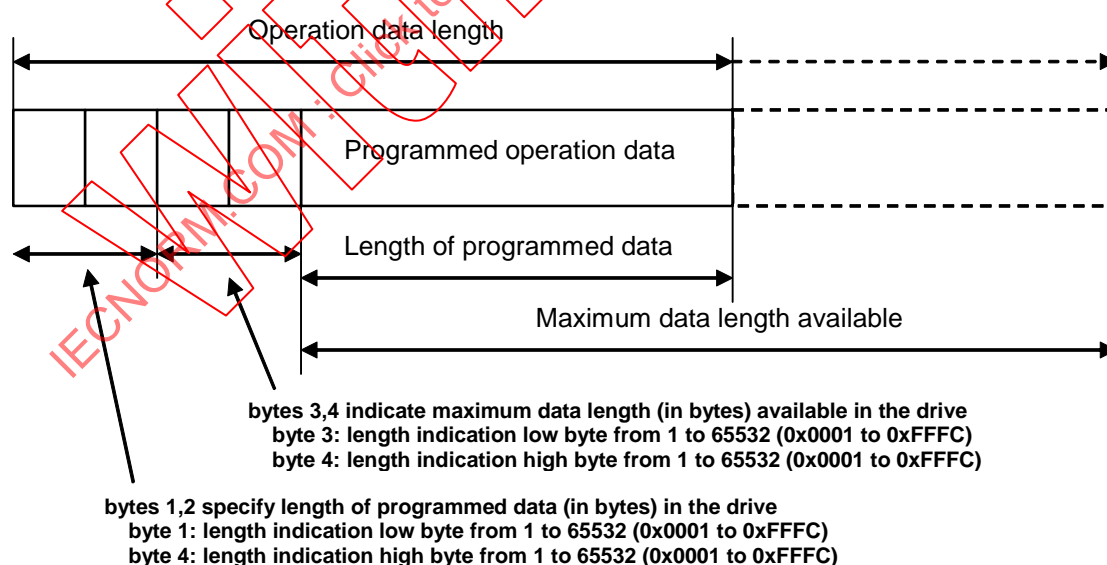 Operation data length
Programmed operation data
Length of programmed data
Maximum data length available
bytes 3,4 indicate maximum data length (in bytes) available in the drive
byte 3: length indication low byte from 1 to 65532 (0x0001 to 0xFFFC)
byte 4: length indication high byte from 1 to 65532 (0x0001 to 0xFFFC)
bytes 1,2 specify length of programmed data (in bytes) in the drive
byte 1: length indication low byte from 1 to 65532 (0x0001 to 0xFFFC)
byte 4: length indication high byte from 1 to 65532 (0x0001 to 0xFFFC)
IECNORM.COM : Click to